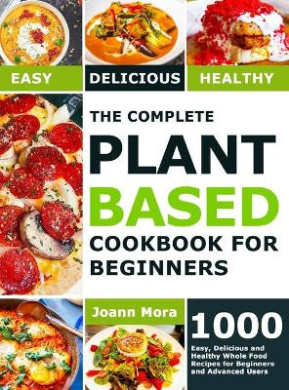 EASY DELICIOUS HEALTHY
THE COMPLETE
PLANT
BASED
COOKBOOK FOR
BEGINNERS
Joann Mora
1000
Easy, Delicious and
Healthy Whole Food
Recipes for Beginners
and Advanced Users